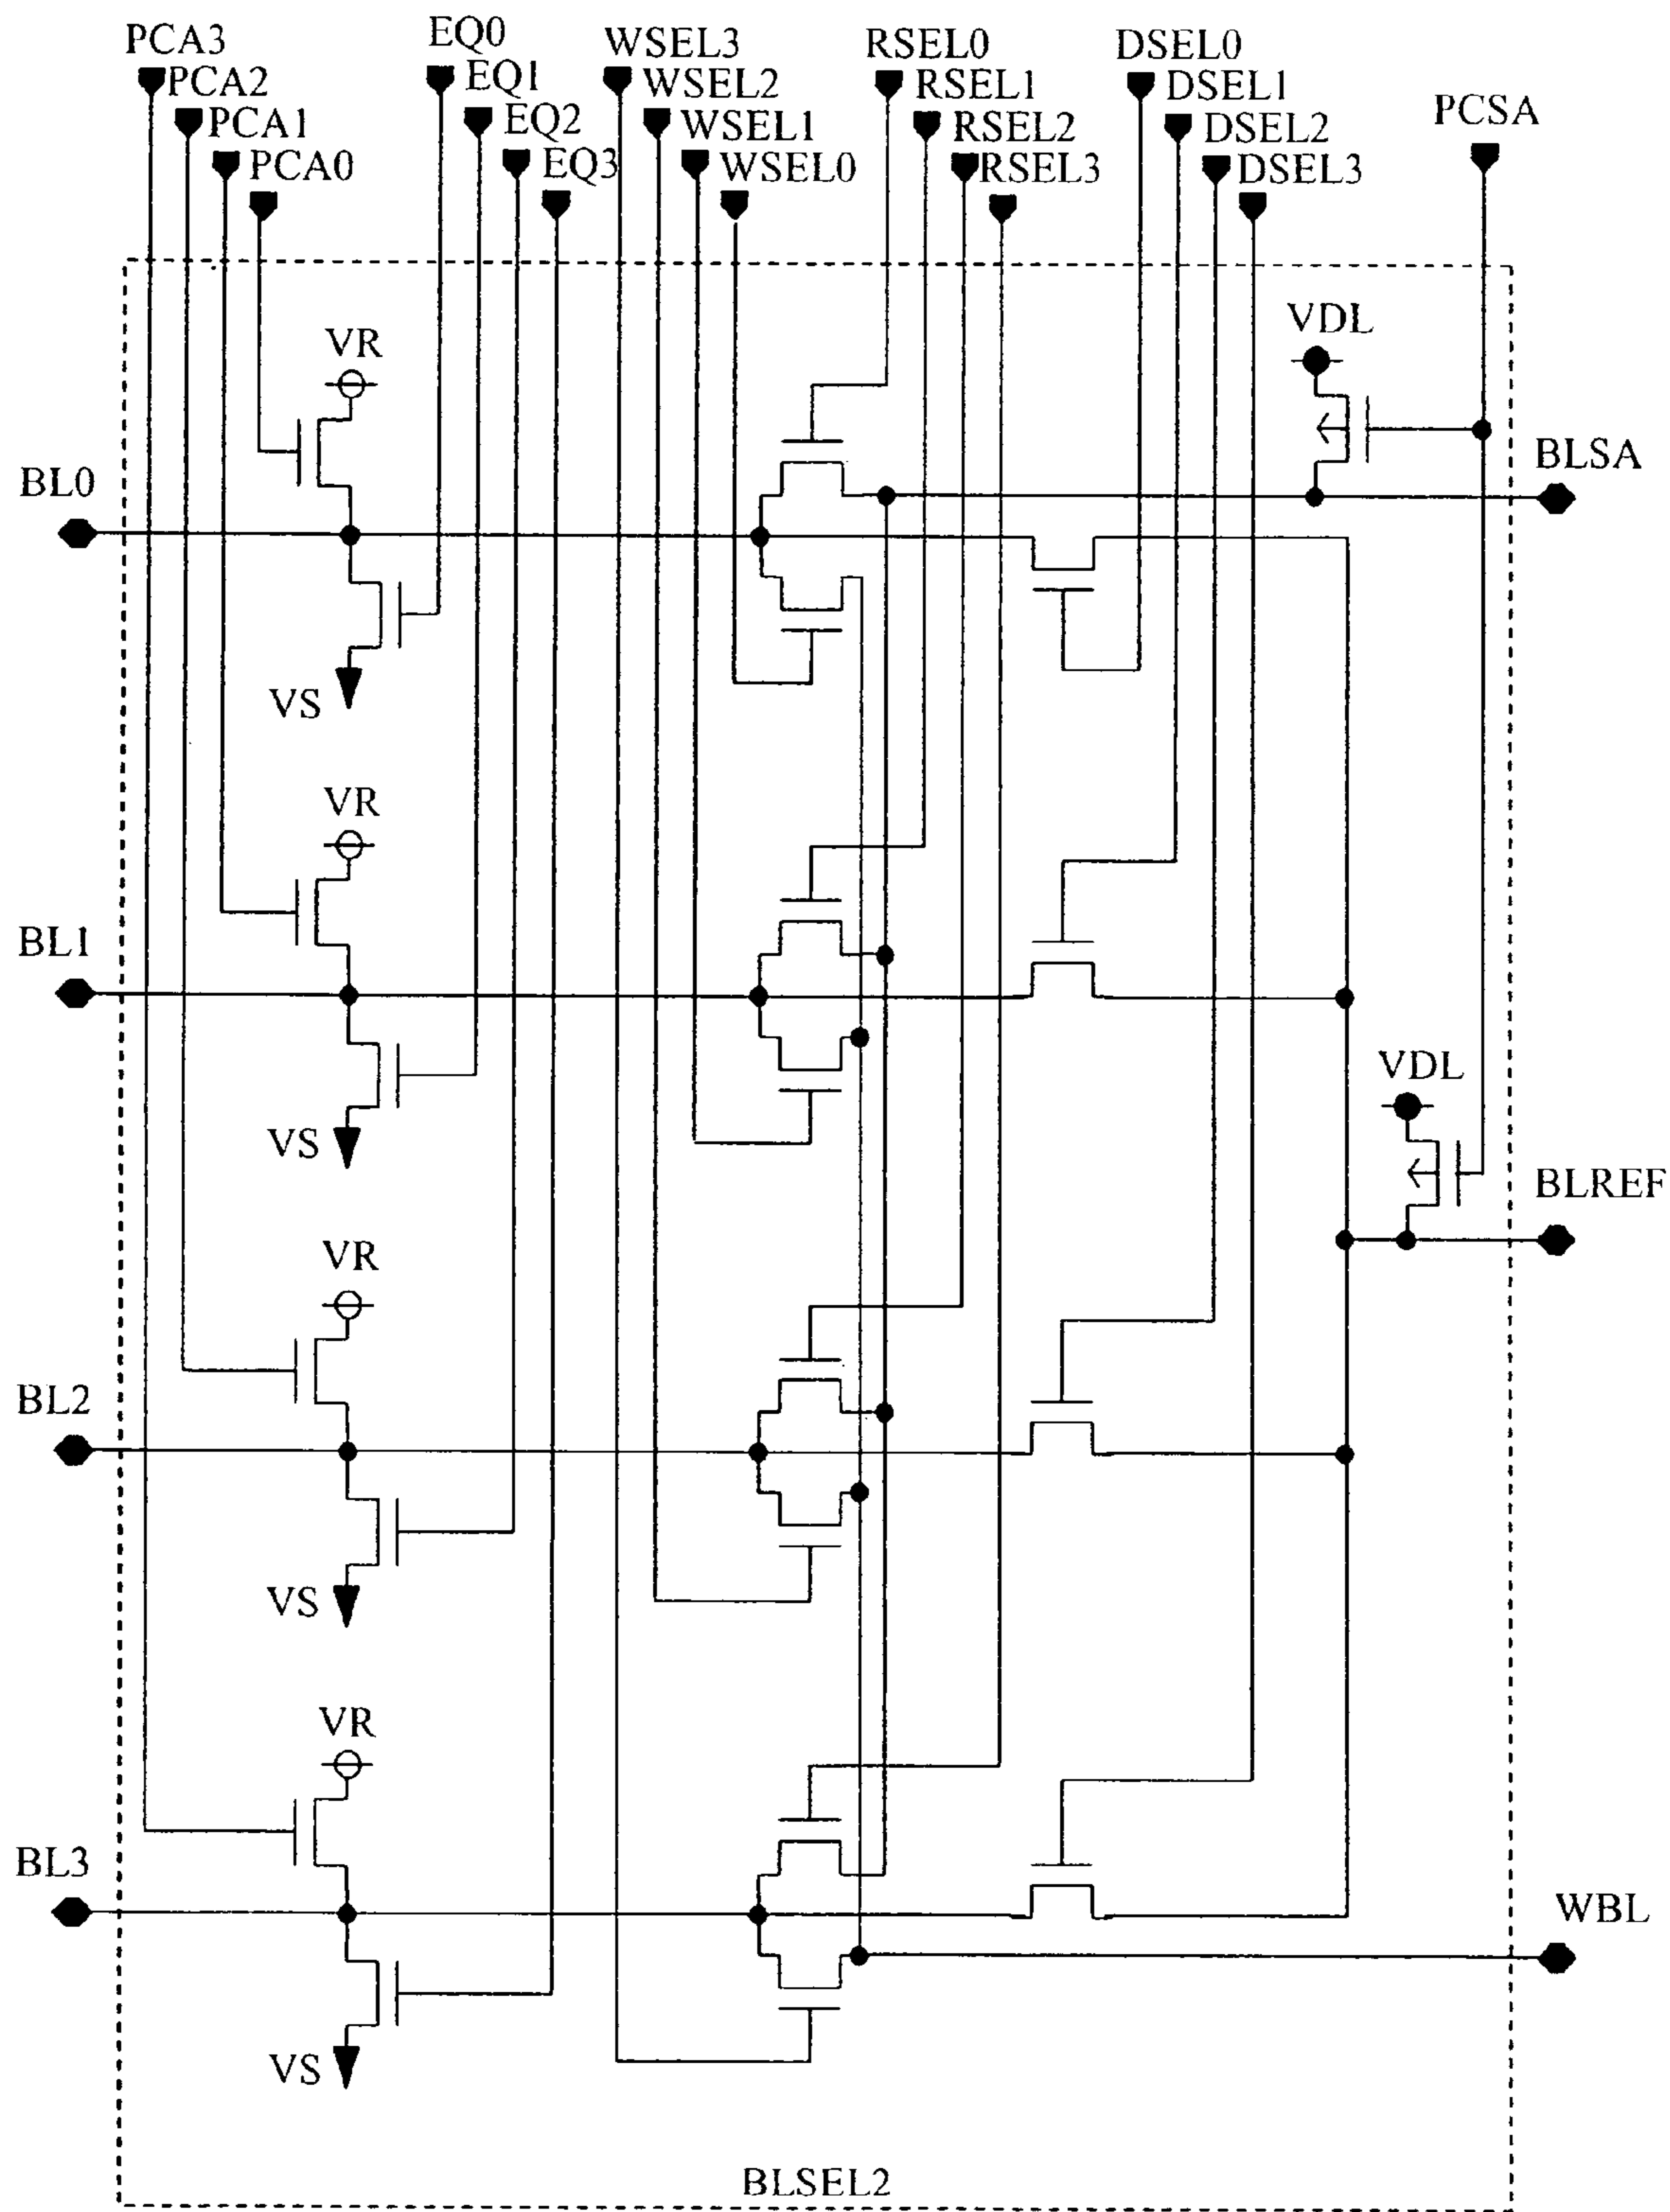 PCA3
PCA2
PCA1
PCA0
EQ0
EQ1
EQ2
EQ3
WSEL3
WSEL2
WSEL1
WSEL0
RSEL0
RSEL1
RSEL2
RSEL3
DSEL0
DSEL1
DSEL2
DSEL3
PCSA
VDL
VR
BL0
BLSA
VS
VR
BL1
VDL
VS
BLREF
VR
BL2
VS
VR
BL3
WBL
VS
BLSEL2